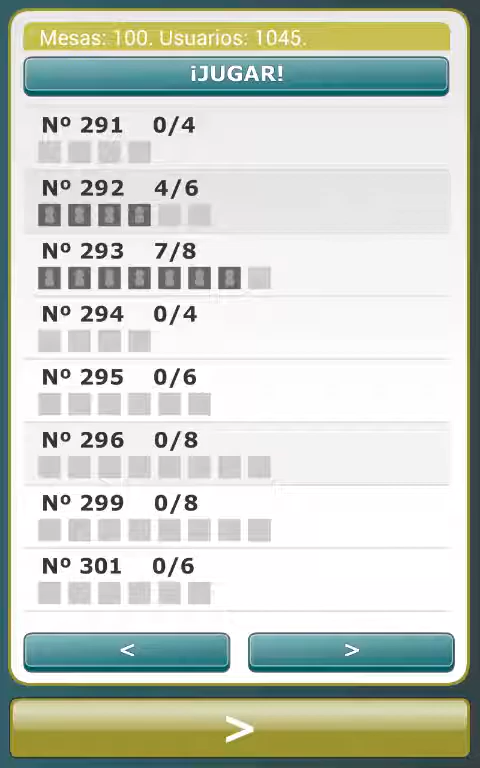 Mesas: 100. Usuarios: 1045.
¡JUGAR!
Nº 291 0/4
Nº 292 4/6
Nº 293 7/8
Nº 294 0/4
Nº 295 0/6
Nº 296 0/8
Nº 299 0/8
Nº 301 0/6
< >
>